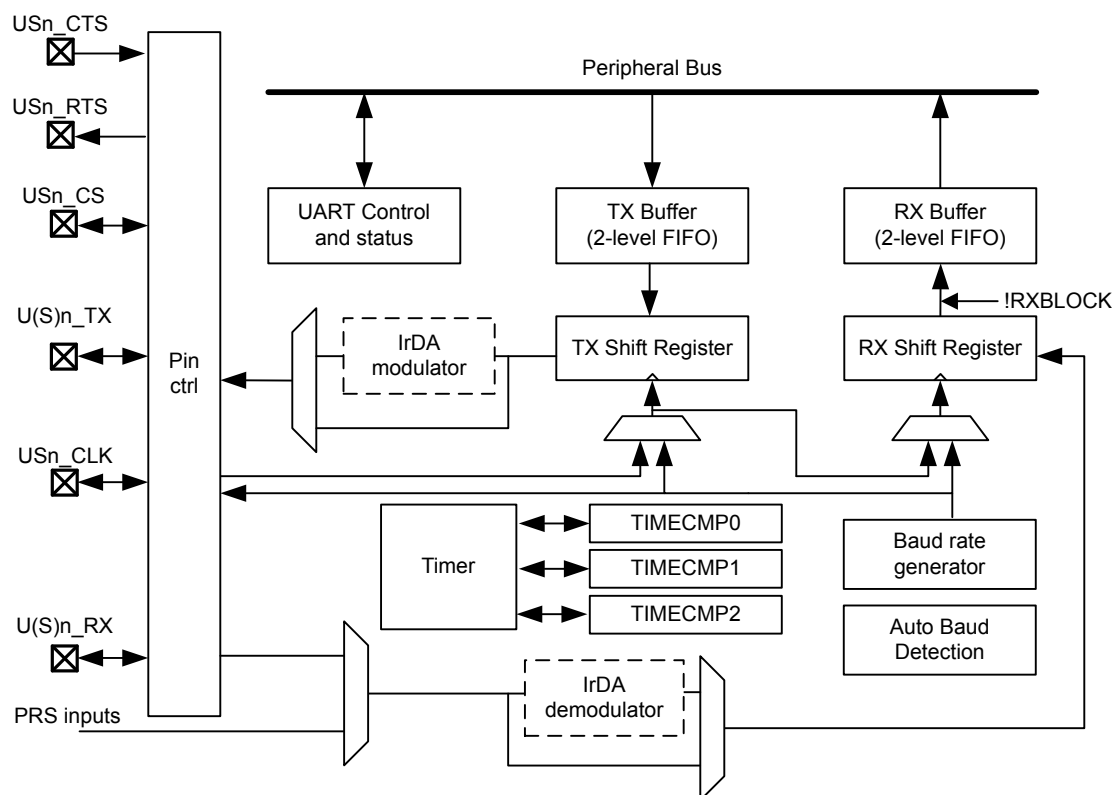 USn_CTS
Peripheral Bus
USn_RTS
USn_CS
UART Control
and status
TX Buffer
(2-level FIFO)
RX Buffer
(2-level FIFO)
!RXBLOCK
U(S)n_TX
Pin
ctrl
IrDA
modulator
TX Shift Register
RX Shift Register
USn_CLK
Timer
TIMECMP0
TIMECMP1
TIMECMP2
Baud rate
generator
Auto Baud
Detection
U(S)n_RX
IrDA
demodulator
PRS inputs